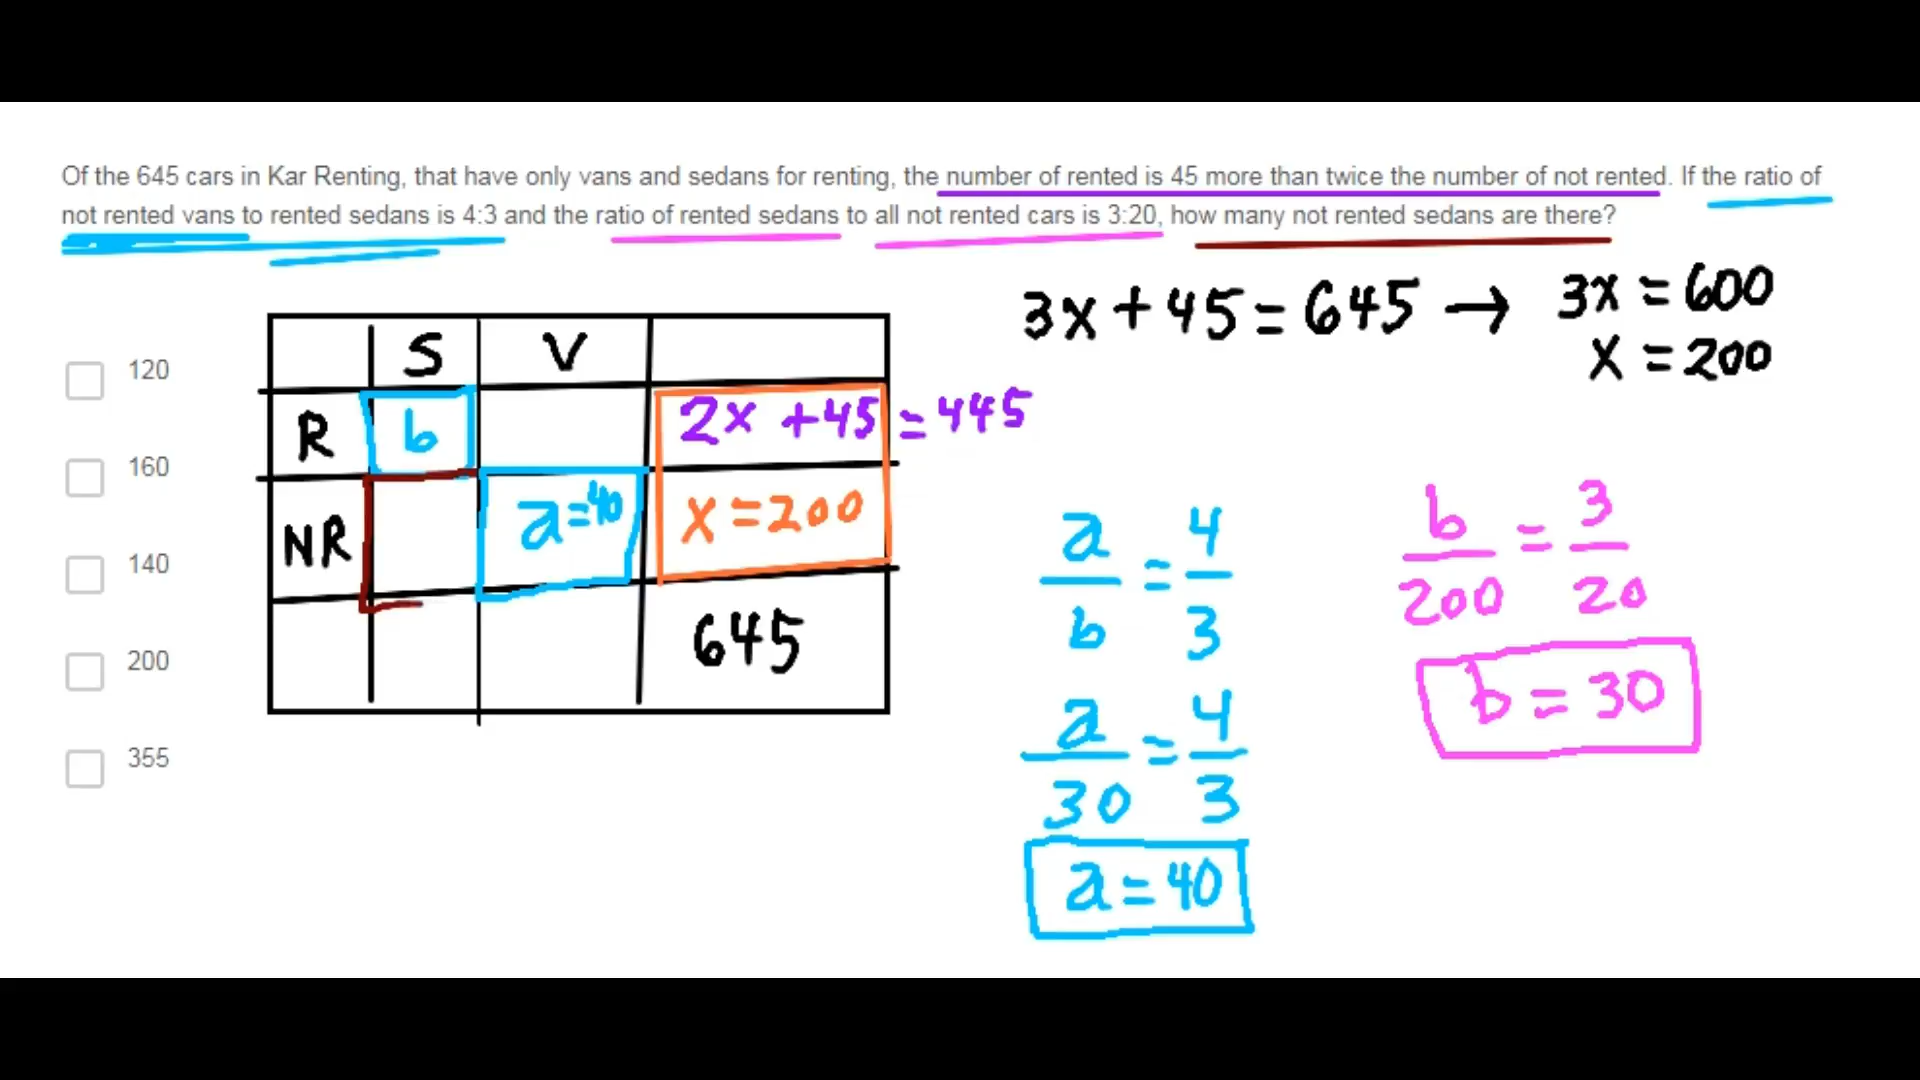 Of the 645 cars in Kar Renting, that have only vans and sedans for renting, the number of rented is 45 more than twice the number of not rented. If the ratio of
not rented vans to rented sedans is 4:3 and the ratio of rented sedans to all not rented cars is 3:20, how many not rented sedans are there?
3x + 45 = 645 → 3x = 600
x = 200
120
160
140
200
355
S V
R b 2x + 45 = 445
NR a = 40 x = 200
645
a/b = 4/3
b/200 = 3/20
b = 30
a/30 = 4/3
a = 40